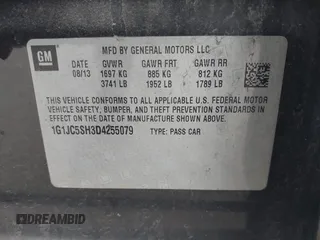 GM
MFD BY GENERAL MOTORS LLC
DATE GVWR GAWR FRT GAWR RR
08/13 1697 KG 885 KG 812 KG
3741 LB 1952 LB 1789 LB
THIS VEHICLE CONFORMS TO ALL APPLICABLE U.S. FEDERAL MOTOR
VEHICLE SAFETY, BUMPER, AND THEFT PREVENTION STANDARDS
IN EFFECT ON THE DATE OF MANUFACTURE SHOWN ABOVE.
1G1JC5SH3D4255079 TYPE: PASS CAR
DREAMBID